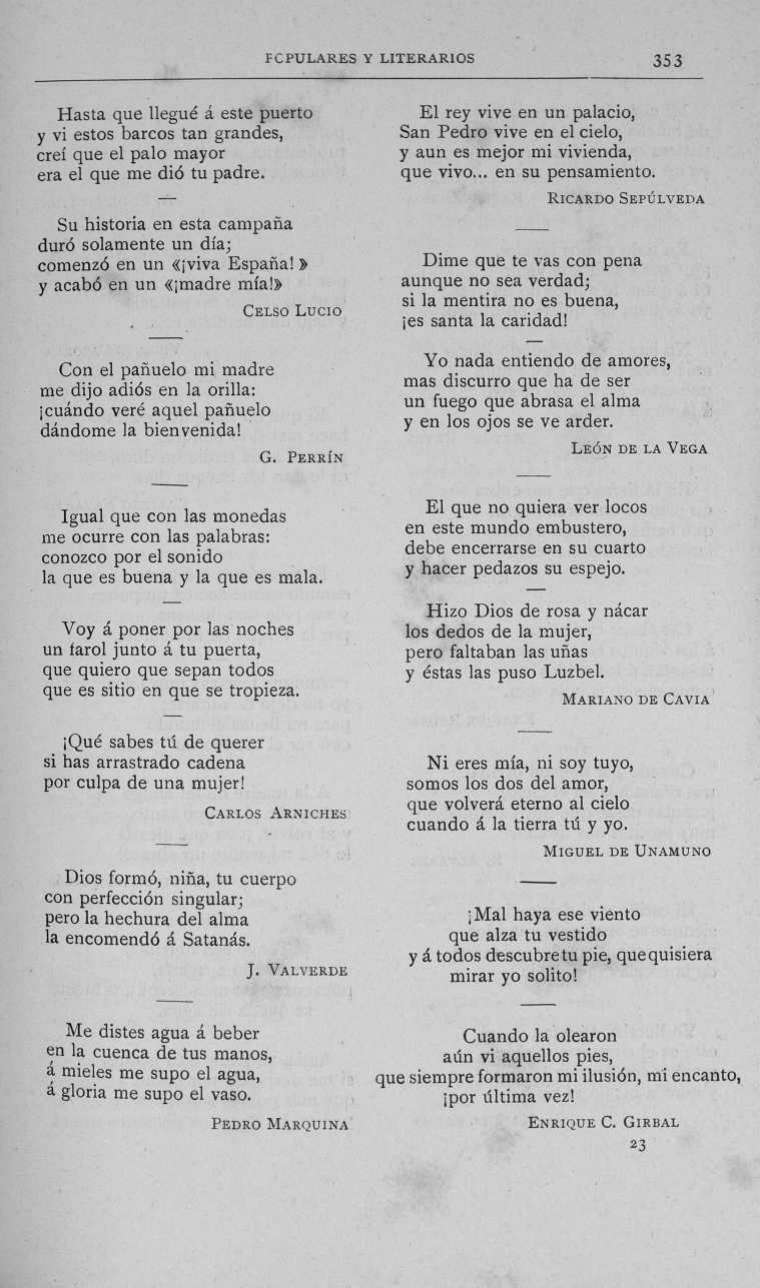 POPULARES Y LITERARIOS 353
Hasta que llegué á este puerto
y vi estos barcos tan grandes,
creí que el palo mayor
era el que me dió tu padre.
—
Su historia en esta campaña
duró solamente un día;
comenzó en un «¡viva España!»
y acabó en un «¡madre mía!»
CELSO LUCIO
—
Con el pañuelo mi madre
me dijo adiós en la orilla:
¡cuándo veré aquel pañuelo
dándome la bienvenida!
G. PERRÍN
—
Igual que con las monedas
me ocurre con las palabras:
conozco por el sonido
la que es buena y la que es mala.
—
Voy á poner por las noches
un farol junto á tu puerta,
que quiero que sepan todos
que es sitio en que se tropieza.
—
¡Qué sabes tú de querer
si has arrastrado cadena
por culpa de una mujer!
CARLOS ARNICHES
—
Dios formó, niña, tu cuerpo
con perfección singular;
pero la hechura del alma
la encomendó á Satanás.
J. VALVERDE
—
Me distes agua á beber
en la cuenca de tus manos,
á mieles me supo el agua,
á gloria me supo el vaso.
PEDRO MARQUINA
El rey vive en un palacio,
San Pedro vive en el cielo,
y aun es mejor mi vivienda,
que vivo... en su pensamiento.
RICARDO SEPÚLVEDA
—
Dime que te vas con pena
aunque no sea verdad;
si la mentira no es buena,
¡es santa la caridad!
—
Yo nada entiendo de amores,
mas discurro que ha de ser
un fuego que abrasa el alma
y en los ojos se ve arder.
LEÓN DE LA VEGA
—
El que no quiera ver locos
en este mundo embustero,
debe encerrarse en su cuarto
y hacer pedazos su espejo.
—
Hizo Dios de rosa y nácar
los dedos de la mujer,
pero faltaban las uñas
y éstas las puso Luzbel.
MARIANO DE CAVIA
—
Ni eres mía, ni soy tuyo,
somos los dos del amor,
que volverá eterno al cielo
cuando á la tierra tú y yo.
MIGUEL DE UNAMUNO
—
¡Mal haya ese viento
que alza tu vestido
y á todos descubre tu pie, que quisiera
mirar yo solito!
—
Cuando la olearon
aún vi aquellos pies,
que siempre formaron mi ilusión, mi encanto,
¡por última vez!
ENRIQUE C. GIRBAL
23